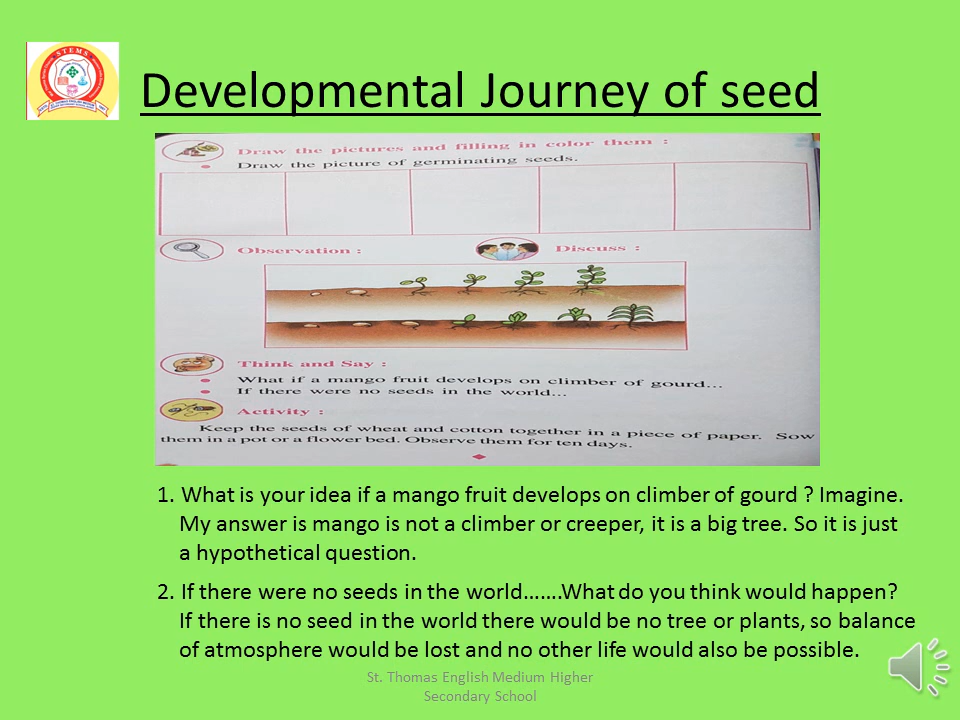 STEMS
Developmental Journey of seed
Draw the pictures and filling in color them :
Draw the picture of germinating seeds.
Observation :
Discuss :
Think and Say :
What if a mango fruit develops on climber of gourd...
If there were no seeds in the world...
Activity :
Keep the seeds of wheat and cotton together in a piece of paper. Sow
them in a pot or a flower bed. Observe them for ten days.
1. What is your idea if a mango fruit develops on climber of gourd ? Imagine.
My answer is mango is not a climber or creeper, it is a big tree. So it is just
a hypothetical question.
2. If there were no seeds in the world…….What do you think would happen?
If there is no seed in the world there would be no tree or plants, so balance
of atmosphere would be lost and no other life would also be possible.
St. Thomas English Medium Higher
Secondary School